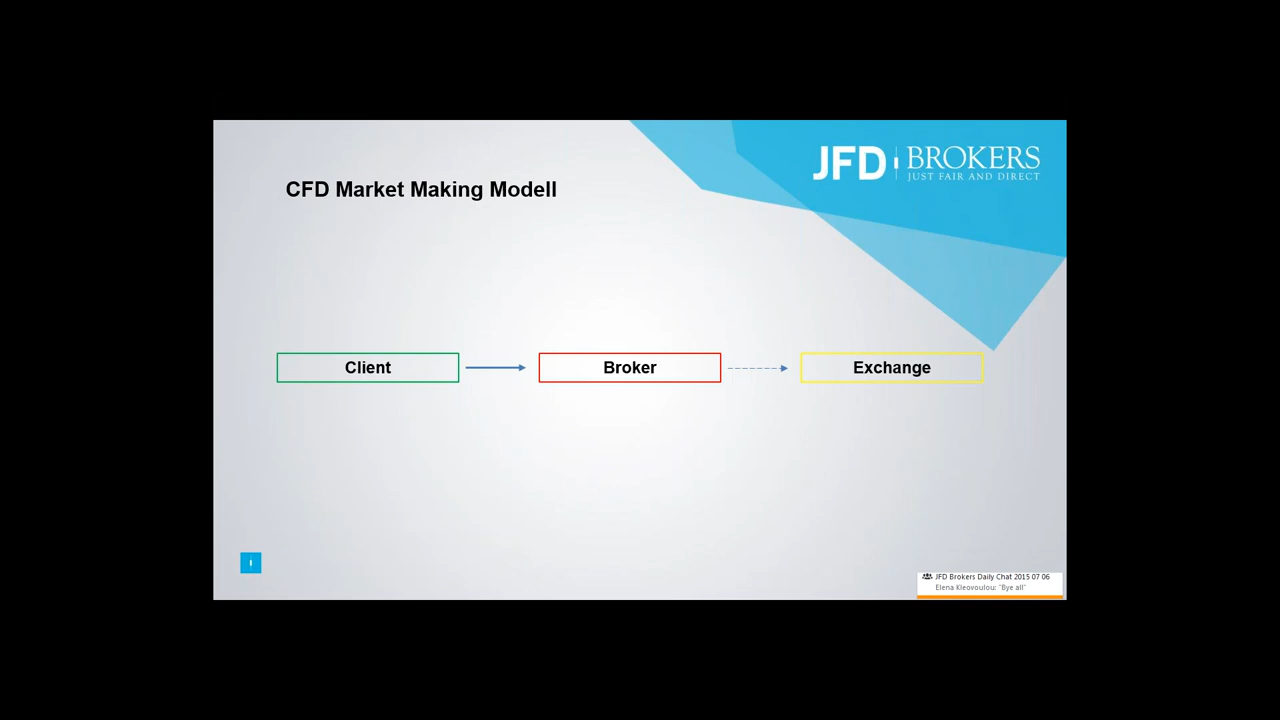 JFD BROKERS
JUST FAIR AND DIRECT
CFD Market Making Modell
Client
Broker
Exchange
JFD Brokers Daily Chat 2015 07 06
Elena Kleovoulou: "Bye all"